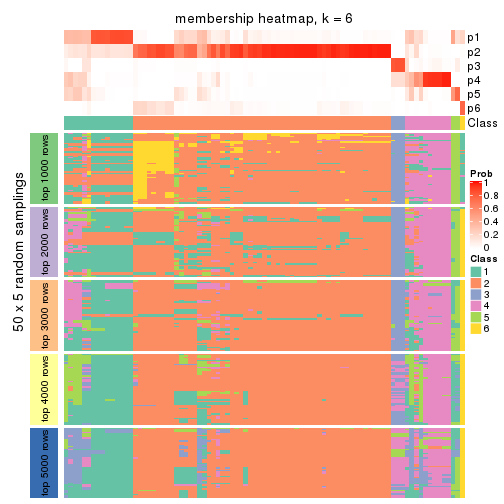 membership heatmap, k = 6
p1
p2
p3
p4
p5
p6
Class
50 x 5 random samplings
top 1000 rows
top 2000 rows
top 3000 rows
top 4000 rows
top 5000 rows
Prob
1
0.8
0.6
0.4
0.2
0
Class
1
2
3
4
5
6